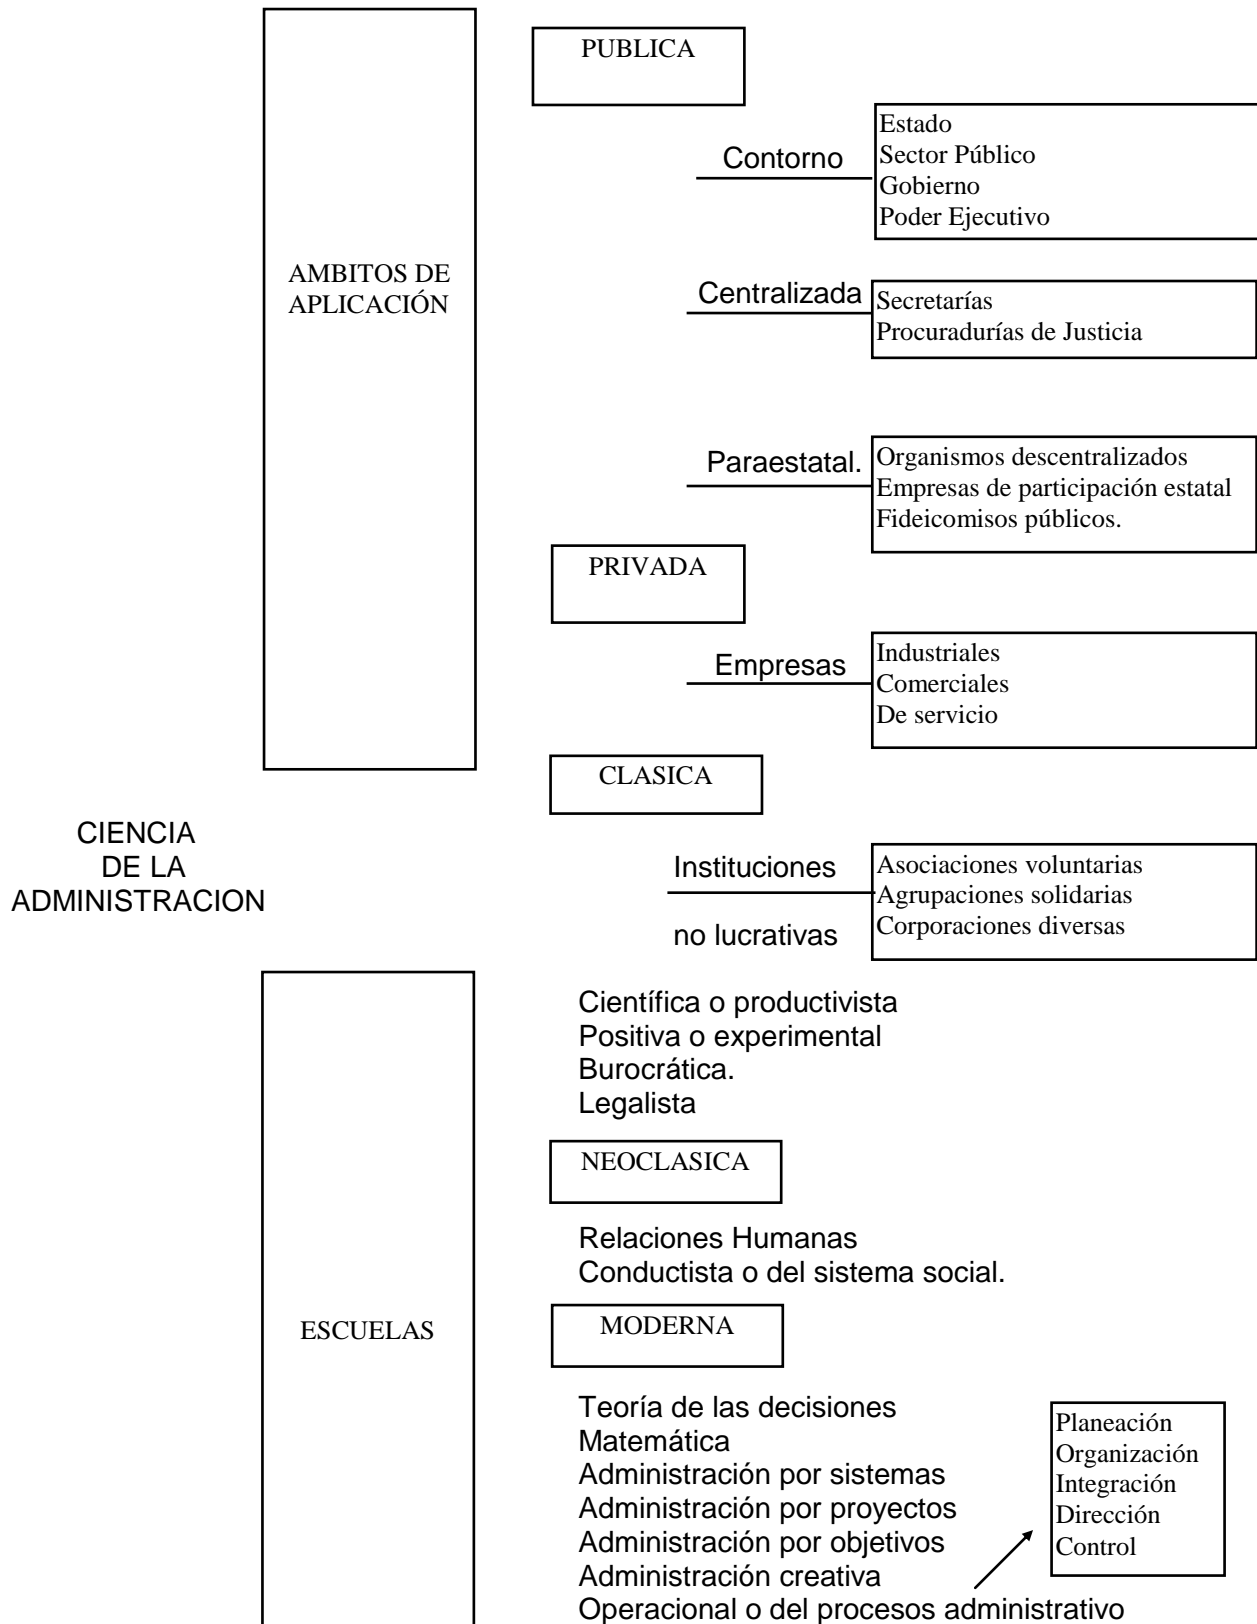 PUBLICA
Contorno
Estado
Sector Público
Gobierno
Poder Ejecutivo
AMBITOS DE
APLICACIÓN
Centralizada
Secretarías
Procuradurías de Justicia
Paraestatal.
Organismos descentralizados
Empresas de participación estatal
Fideicomisos públicos.
PRIVADA
Empresas
Industriales
Comerciales
De servicio
CLASICA
CIENCIA
DE LA
ADMINISTRACION
Instituciones
no lucrativas
Asociaciones voluntarias
Agrupaciones solidarias
Corporaciones diversas
Científica o productivista
Positiva o experimental
Burocrática.
Legalista
NEOCLASICA
Relaciones Humanas
Conductista o del sistema social.
ESCUELAS
MODERNA
Teoría de las decisiones
Matemática
Administración por sistemas
Administración por proyectos
Administración por objetivos
Administración creativa
Operacional o del procesos administrativo
Planeación
Organización
Integración
Dirección
Control